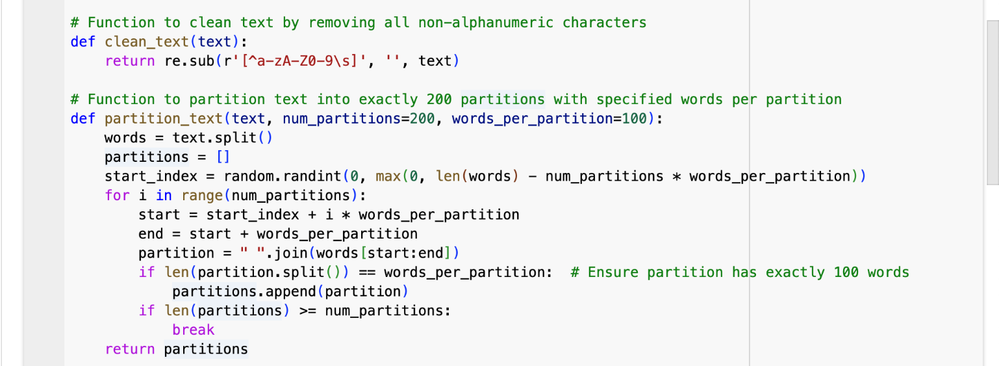 # Function to clean text by removing all non-alphanumeric characters
def clean_text(text):
    return re.sub(r'[^a-zA-Z0-9\s]', '', text)

# Function to partition text into exactly 200 partitions with specified words per partition
def partition_text(text, num_partitions=200, words_per_partition=100):
    words = text.split()
    partitions = []
    start_index = random.randint(0, max(0, len(words) - num_partitions * words_per_partition))
    for i in range(num_partitions):
        start = start_index + i * words_per_partition
        end = start + words_per_partition
        partition = " ".join(words[start:end])
        if len(partition.split()) == words_per_partition:  # Ensure partition has exactly 100 words
            partitions.append(partition)
        if len(partitions) >= num_partitions:
            break
    return partitions